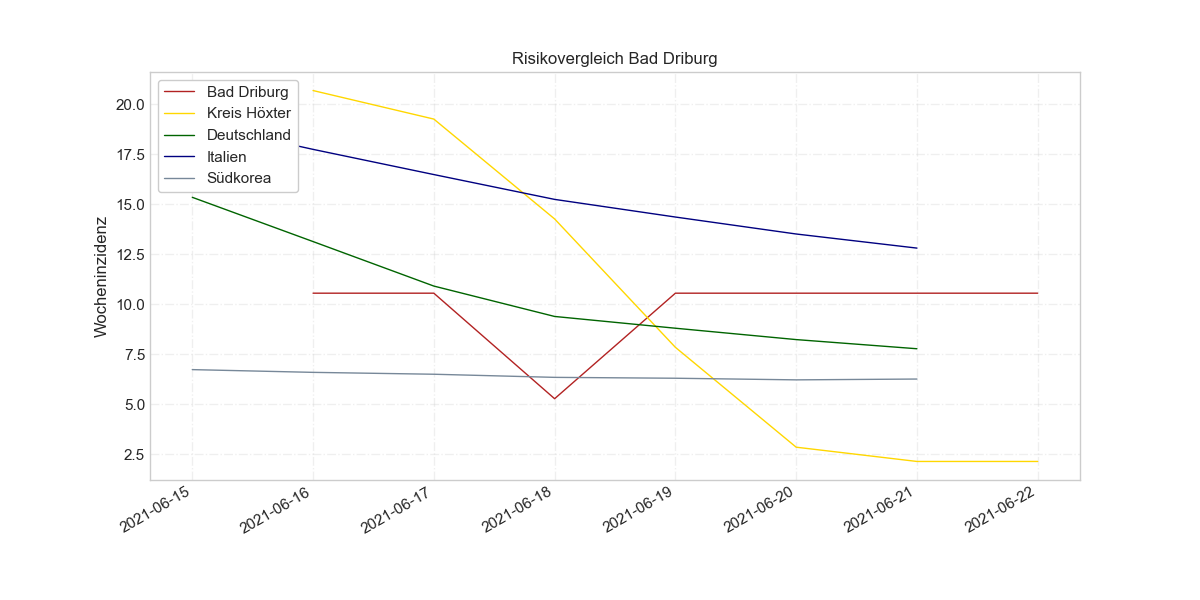 Risikovergleich Bad Driburg
Bad Driburg
Kreis Höxter
Deutschland
Italien
Südkorea
Wocheninzidenz
20.0
17.5
15.0
12.5
10.0
7.5
5.0
2.5
2021-06-15
2021-06-16
2021-06-17
2021-06-18
2021-06-19
2021-06-20
2021-06-21
2021-06-22